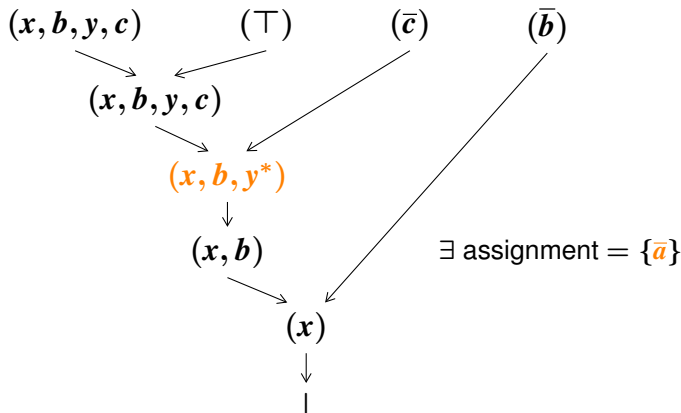 (x, b, y, c) (⊤) (c̅) (b̅)
(x, b, y, c)
(x, b, y*)
(x, b) ∃ assignment = {a̅}
(x)